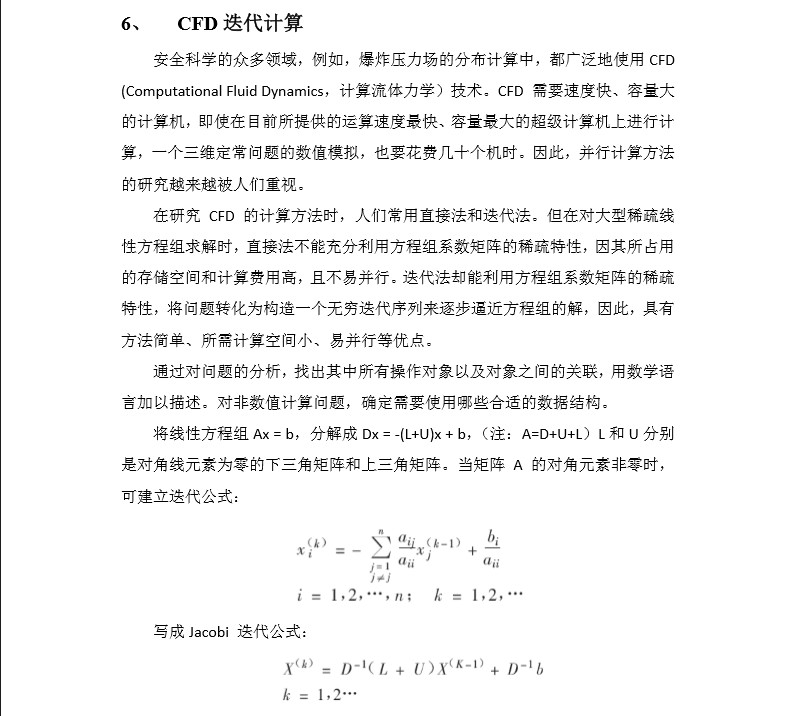 6、 CFD 迭代计算
安全科学的众多领域，例如，爆炸压力场的分布计算中，都广泛地使用 CFD
(Computational Fluid Dynamics，计算流体力学）技术。CFD 需要速度快、容量大
的计算机，即使在目前所提供的运算速度最快、容量最大的超级计算机上进行计
算，一个三维定常问题的数值模拟，也要花费几十个机时。因此，并行计算方法
的研究越来越被人们重视。
在研究 CFD 的计算方法时，人们常用直接法和迭代法。但在对大型稀疏线
性方程组求解时，直接法不能充分利用方程组系数矩阵的稀疏特性，因其所占用
的存储空间和计算费用高，且不易并行。迭代法却能利用方程组系数矩阵的稀疏
特性，将问题转化为构造一个无穷迭代序列来逐步逼近方程组的解，因此，具有
方法简单、所需计算空间小、易并行等优点。
通过对问题的分析，找出其中所有操作对象以及对象之间的关联，用数学语
言加以描述。对非数值计算问题，确定需要使用哪些合适的数据结构。
将线性方程组 Ax = b，分解成 Dx = -(L+U)x + b，（注：A=D+U+L）L 和 U 分别
是对角线元素为零的下三角矩阵和上三角矩阵。当矩阵 A 的对角元素非零时，
可建立迭代公式：
x_i^{(k)} = - \sum_{j=1, j≠j}^{n} \frac{a_{ij}}{a_{ii}} x_j^{(k-1)} + \frac{b_i}{a_{ii}}
i = 1,2,⋯,n; k = 1,2,⋯
写成 Jacobi 迭代公式：
X^{(k)} = D^{-1}(L + U)X^{(K-1)} + D^{-1}b
k = 1,2⋯